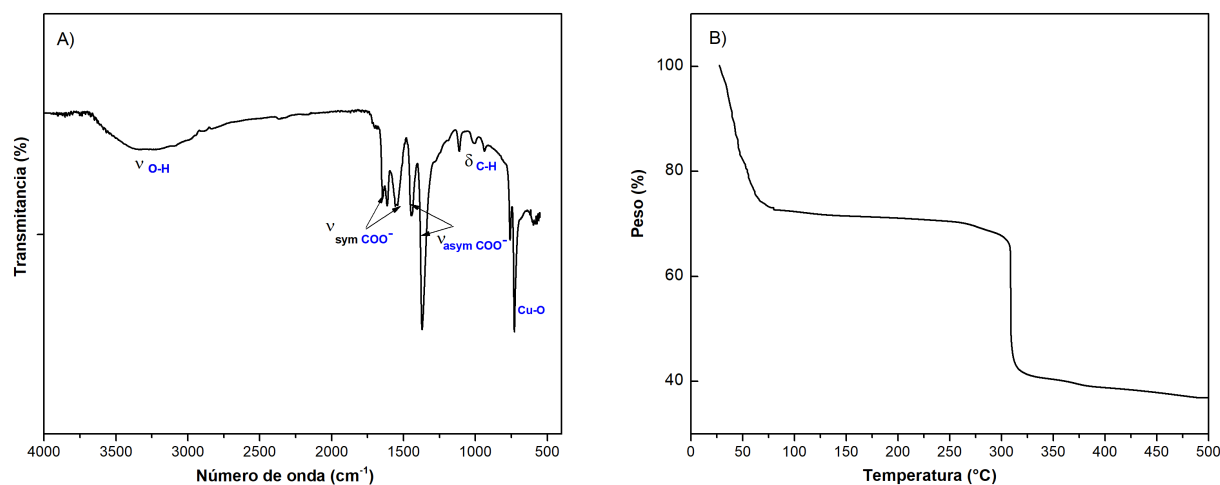 A)
Transmitancia (%)
ν O-H
δ C-H
ν sym COO⁻
ν asym COO⁻
Cu-O
4000 3500 3000 2500 2000 1500 1000 500
Número de onda (cm⁻¹)
B)
Peso (%)
100
80
60
40
0 50 100 150 200 250 300 350 400 450 500
Temperatura (°C)